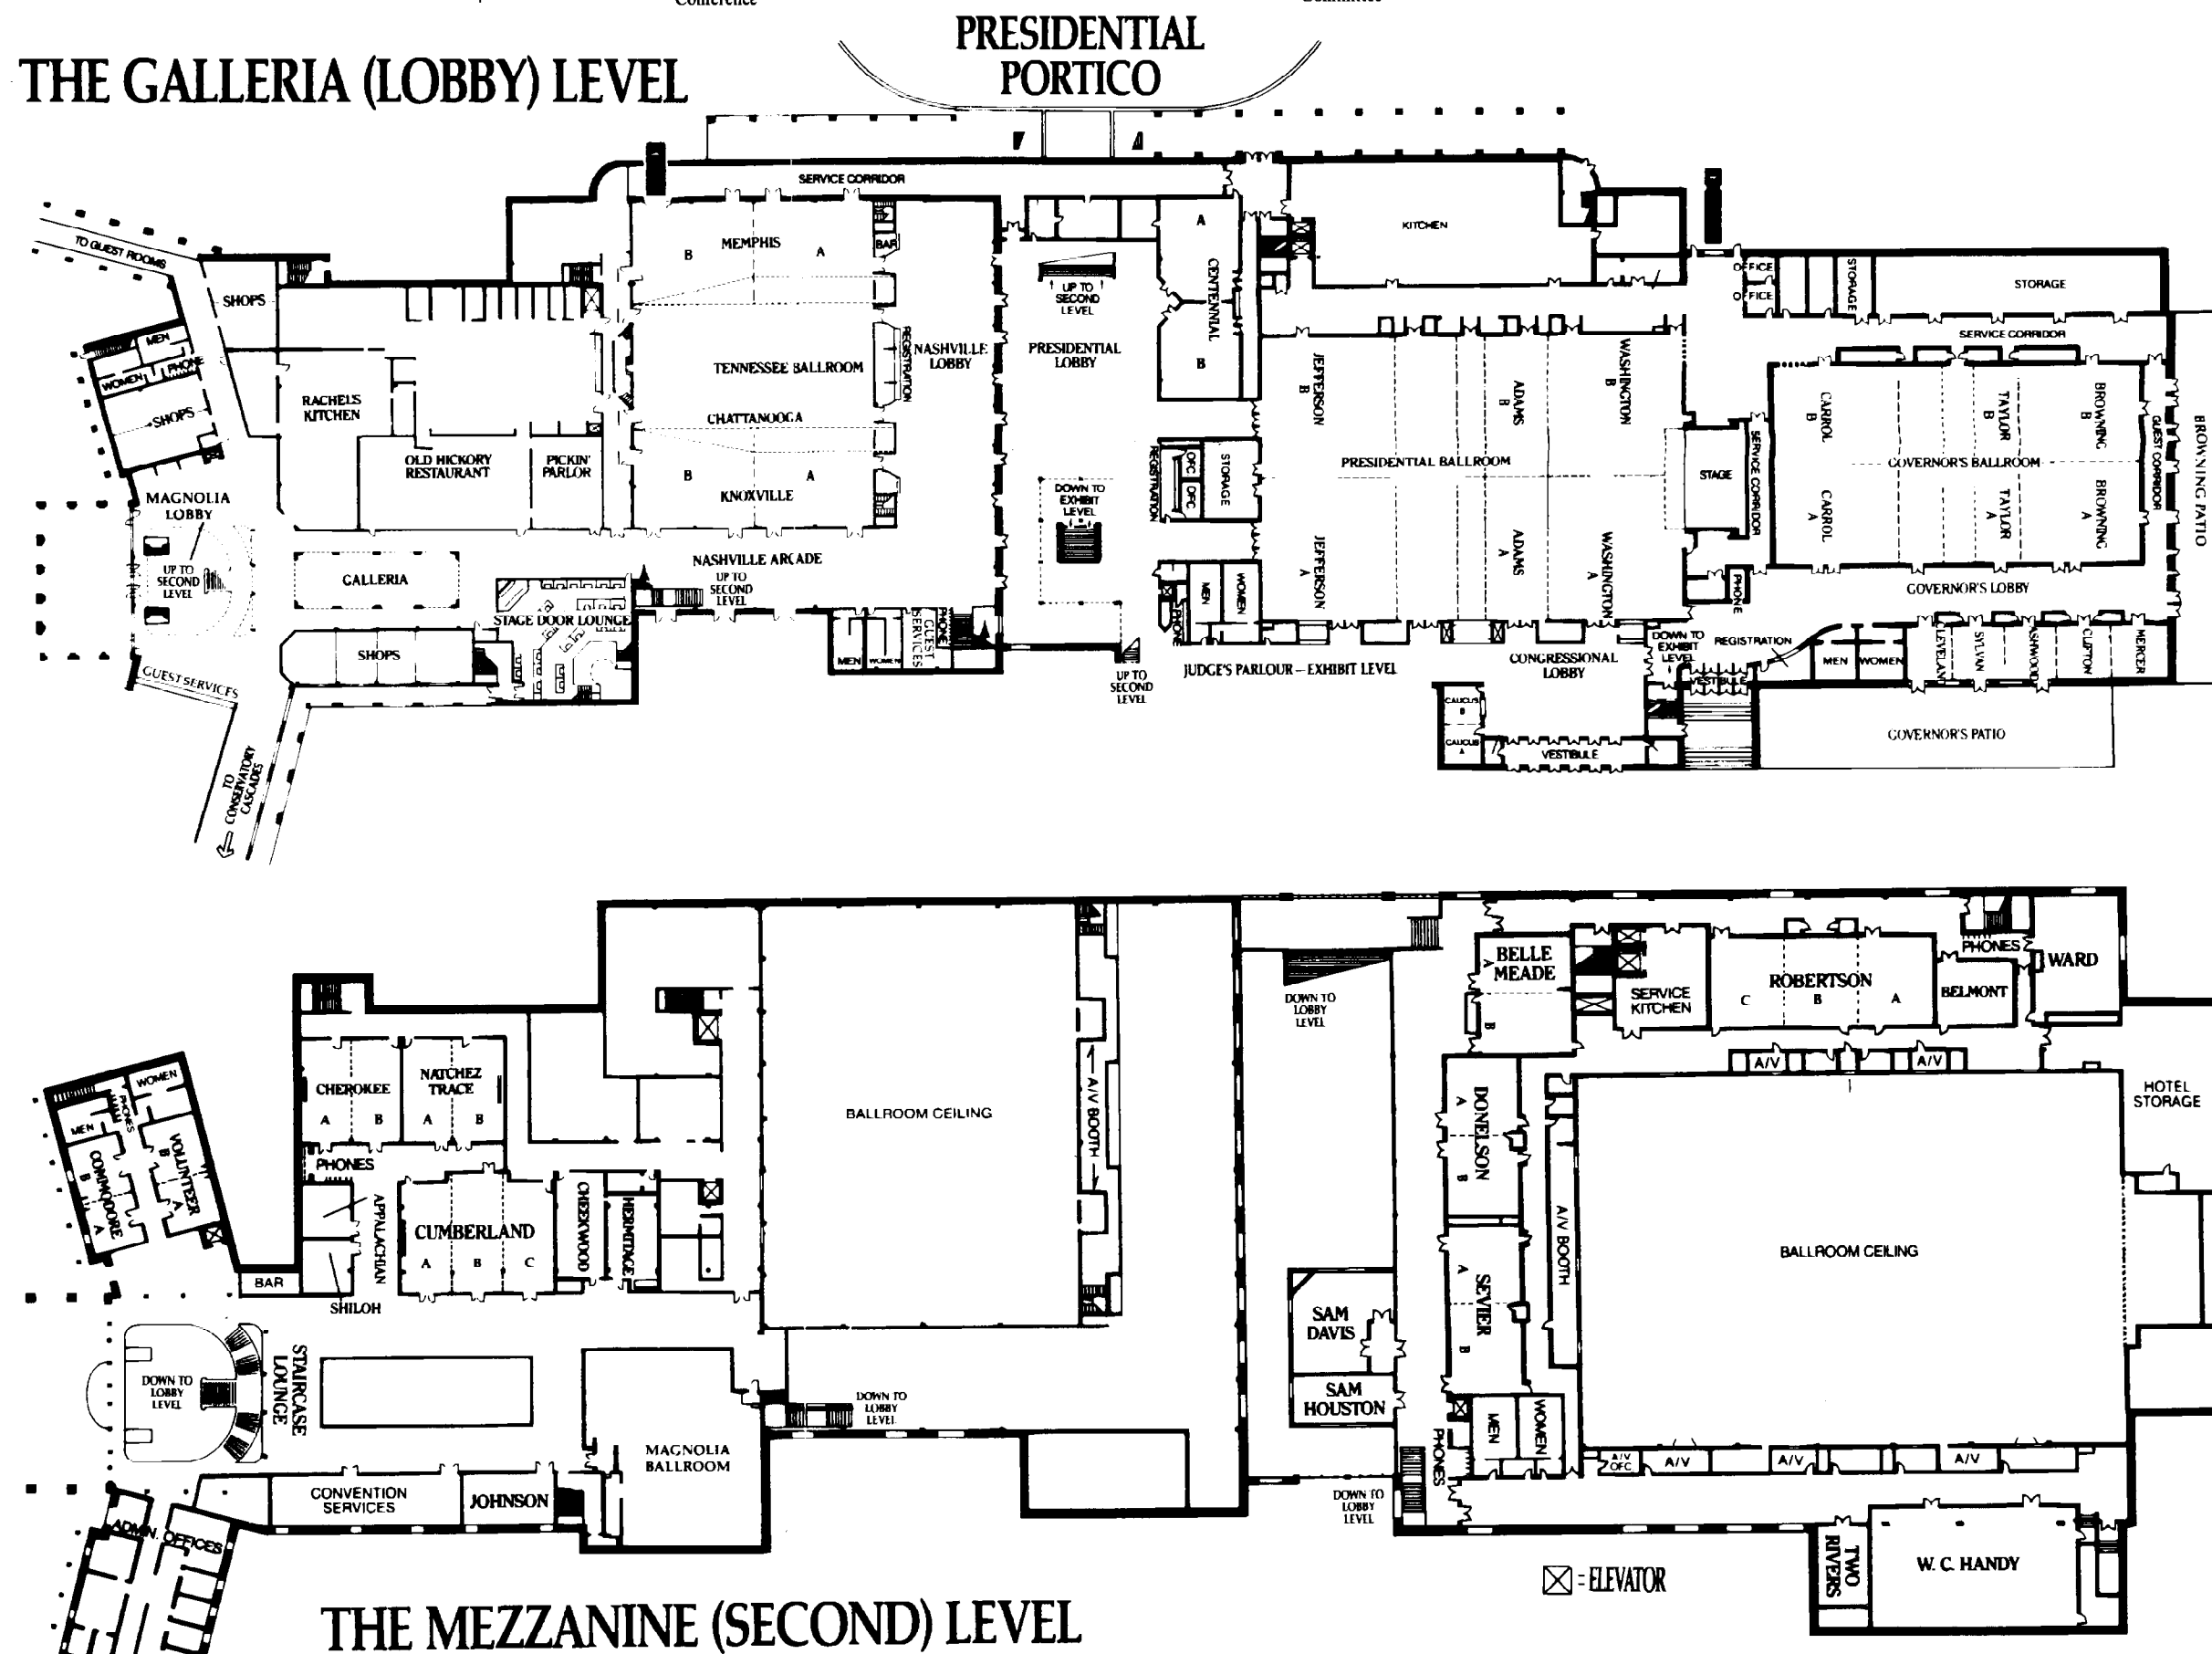 Conference
PRESIDENTIAL
PORTICO
THE GALLERIA (LOBBY) LEVEL
SERVICE CORRIDOR
TO GUEST ROOMS
SHOPS
MEN
WOMEN
PHONE
SHOPS
RACHEL'S
KITCHEN
OLD HICKORY
RESTAURANT
PICKIN'
PARLOR
MAGNOLIA
LOBBY
UP TO
SECOND
LEVEL
GALLERIA
SHOPS
STAGE DOOR LOUNGE
GUEST SERVICES
TO
CONSERVATORY
CASCADES
B
MEMPHIS
A
BAR
TENNESSEE BALLROOM
REGISTRATION
NASHVILLE
LOBBY
CHATTANOOGA
B
A
KNOXVILLE
NASHVILLE ARCADE
UP TO
SECOND
LEVEL
MEN
WOMEN
GUEST
SERVICES
PHONE
UP TO
SECOND
LEVEL
PRESIDENTIAL
LOBBY
DOWN TO
EXHIBIT
LEVEL
UP TO
SECOND
LEVEL
A
CENTENNIAL
B
REGISTRATION
OFC
OFC
STORAGE
PHONE
MEN
WOMEN
JUDGE'S PARLOUR – EXHIBIT LEVEL
KITCHEN
JEFFERSON
B
ADAMS
B
WASHINGTON
B
PRESIDENTIAL BALLROOM
JEFFERSON
A
ADAMS
A
WASHINGTON
A
STAGE
SERVICE CORRIDOR
CONGRESSIONAL
LOBBY
CAUCUS
B
CAUCUS
A
VESTIBULE
DOWN TO
EXHIBIT
LEVEL
REGISTRATION
VESTIBULE
PHONE
OFFICE
OFFICE
STORAGE
STORAGE
SERVICE CORRIDOR
CARROL
B
TAYLOR
B
BROWNING
B
GOVERNOR'S BALLROOM
CARROL
A
TAYLOR
A
BROWNING
A
GUEST CORRIDOR
BROWNING PATIO
GOVERNOR'S LOBBY
MEN
WOMEN
CLEVELAND
SYLVAN
ASHWOOD
CLIFTON
MERCER
GOVERNOR'S PATIO
WOMEN
PHONES
MEN
COMMODORE
B
A
VOLUNTEER
B
A
CHEROKEE
A
B
NATCHEZ
TRACE
A
B
PHONES
APPALACHIAN
SHILOH
BAR
CUMBERLAND
A
B
C
CHEEKWOOD
HERMITAGE
DOWN TO
LOBBY
LEVEL
STAIRCASE
LOUNGE
CONVENTION
SERVICES
JOHNSON
ADMIN. OFFICES
MAGNOLIA
BALLROOM
DOWN TO
LOBBY
LEVEL
BALLROOM CEILING
A/V BOOTH
DOWN TO
LOBBY
LEVEL
SAM
DAVIS
SAM
HOUSTON
DOWN TO
LOBBY
LEVEL
PHONES
BELLE
MEADE
A
B
DONELSON
A
B
SEVIER
A
B
MEN
WOMEN
A/V BOOTH
SERVICE
KITCHEN
ROBERTSON
C
B
A
BELMONT
PHONES
WARD
A/V
A/V
BALLROOM CEILING
HOTEL
STORAGE
A/V
OFC
A/V
A/V
A/V
TWO
RIVERS
W. C. HANDY
= ELEVATOR
THE MEZZANINE (SECOND) LEVEL